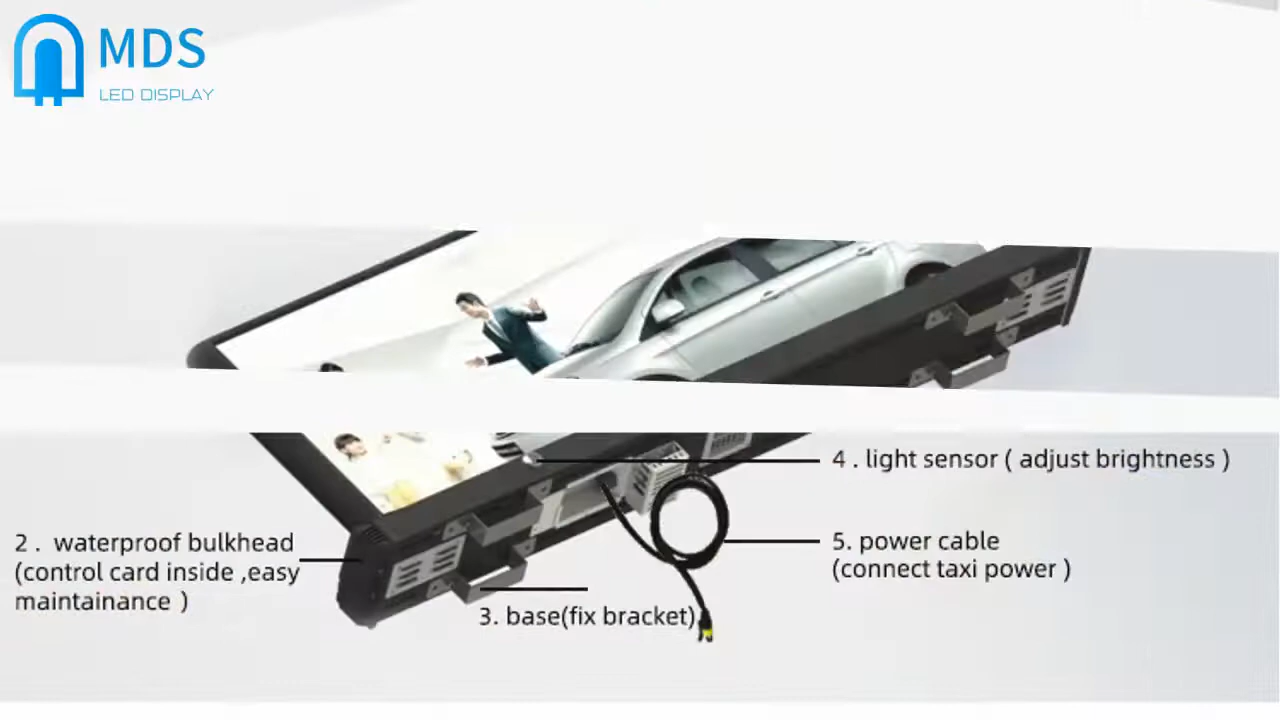 MDS
LED DISPLAY
4 . light sensor ( adjust brightness )
2 .  waterproof bulkhead
(control card inside ,easy
maintainance )
5. power cable
(connect taxi power )
3. base(fix bracket)